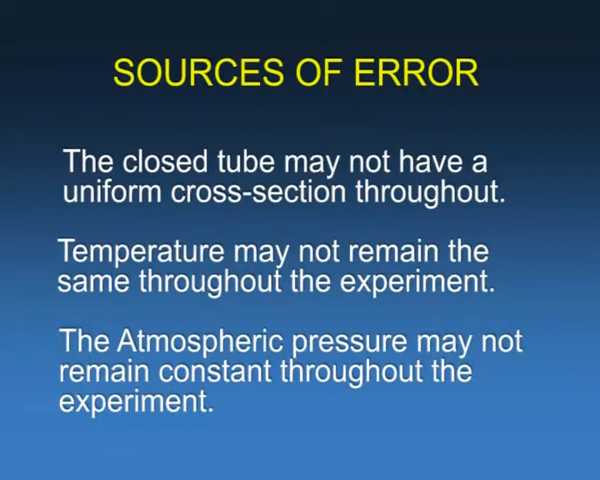 SOURCES OF ERROR
The closed tube may not have a
uniform cross-section throughout.
Temperature may not remain the
same throughout the experiment.
The Atmospheric pressure may not
remain constant throughout the
experiment.